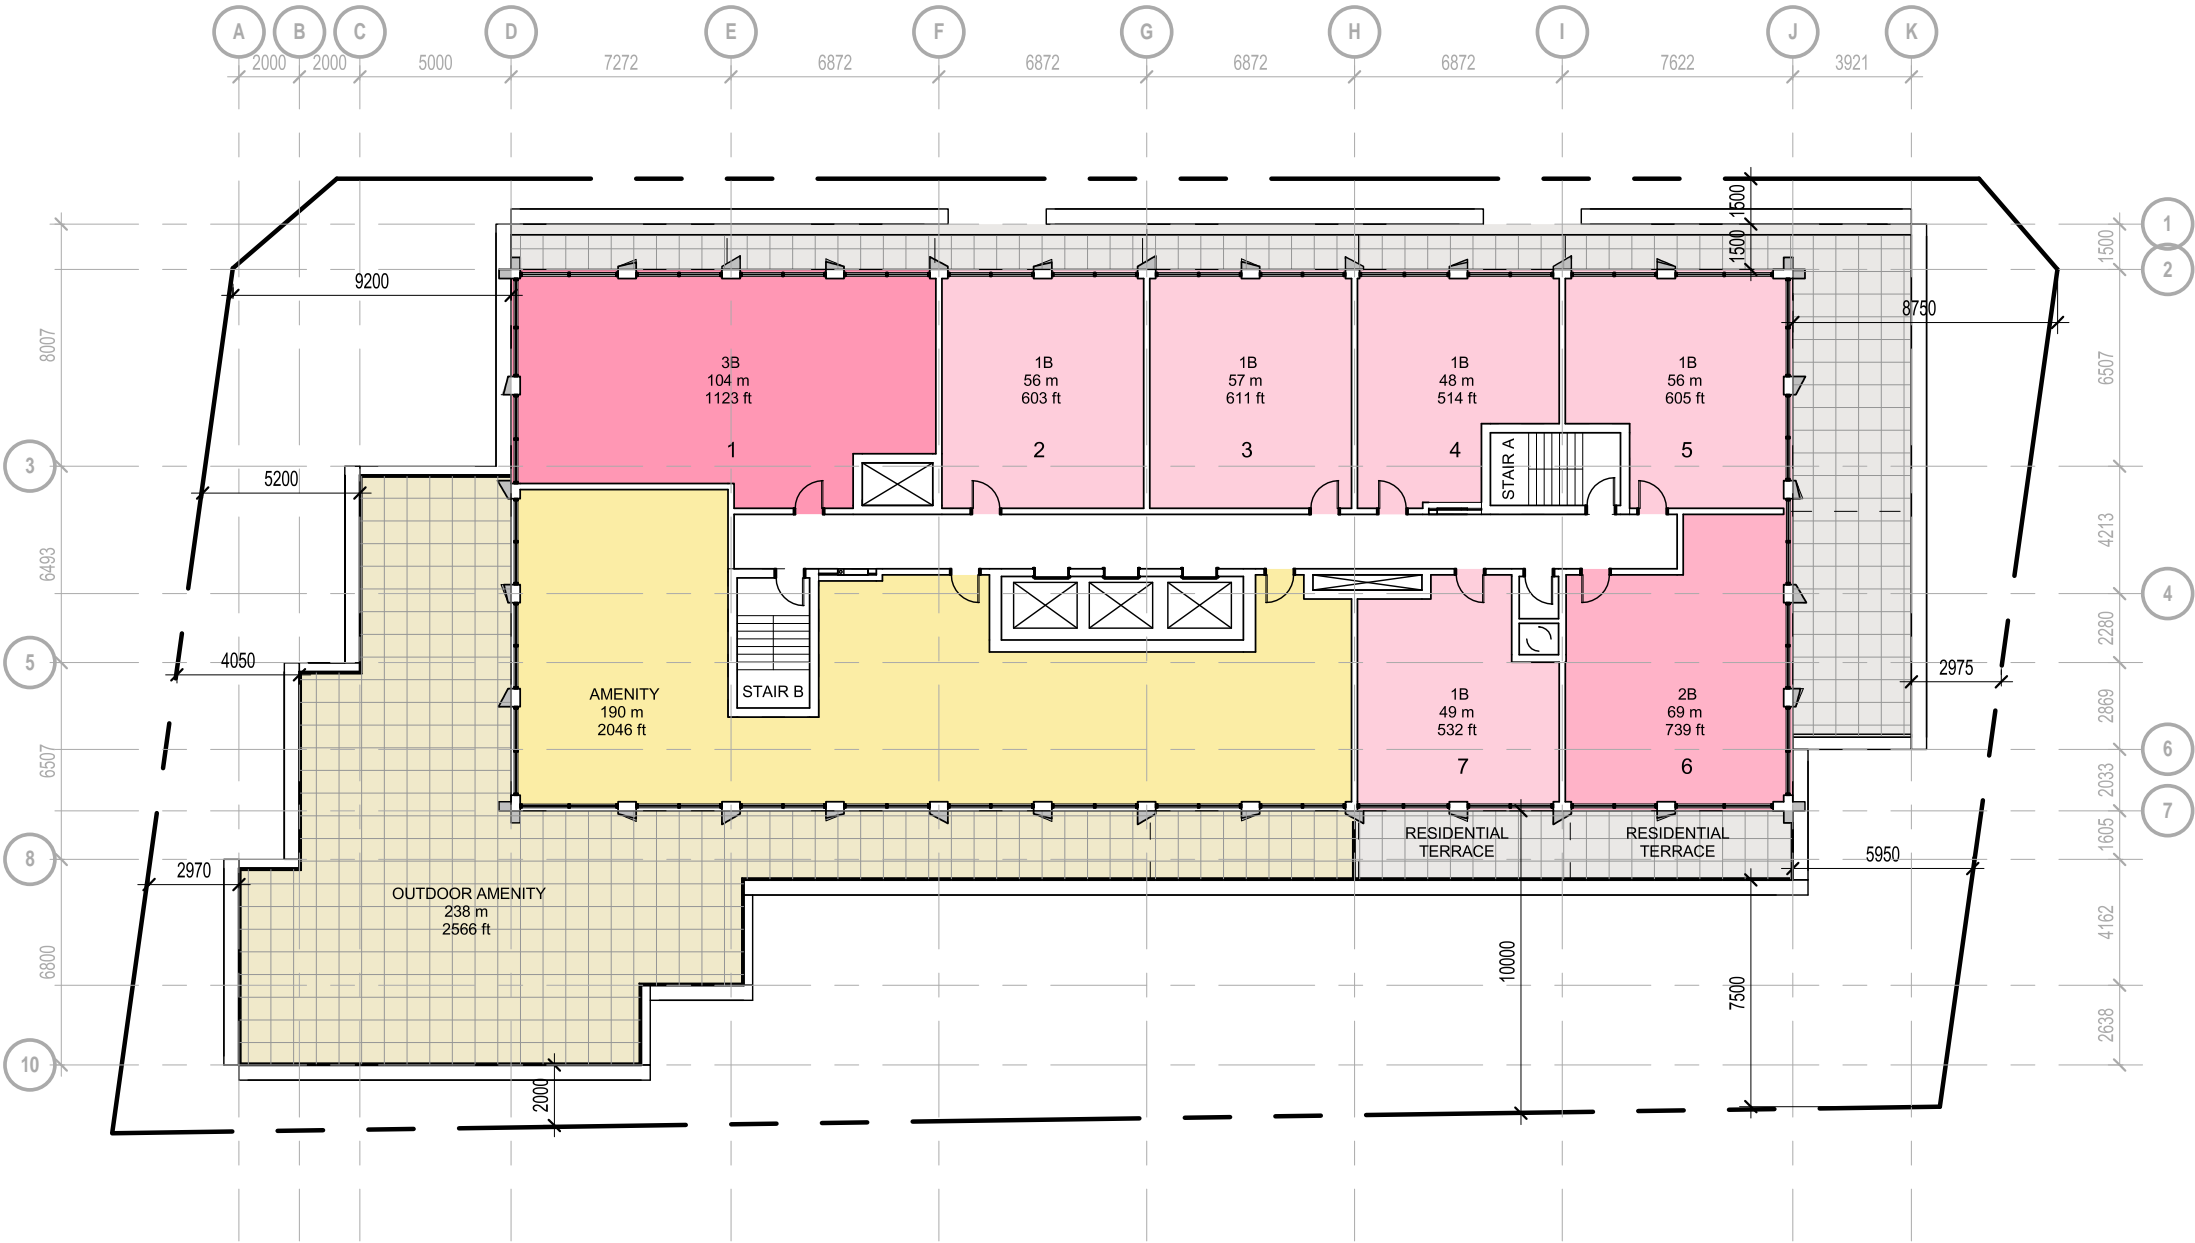 A B C D E F G H I J K
2000 2000 5000 7272 6872 6872 6872 6872 7622 3921
1500
1
1500
1500
2
9200
8750
8007
6507
3B
104 m
1123 ft
1
1B
56 m
603 ft
2
1B
57 m
611 ft
3
1B
48 m
514 ft
4
1B
56 m
605 ft
5
STAIR A
3
5200
6493
4213
4
2280
5
4050
2975
2869
AMENITY
190 m
2046 ft
STAIR B
1B
49 m
532 ft
7
2B
69 m
739 ft
6
6
6507
2033
7
RESIDENTIAL
TERRACE
RESIDENTIAL
TERRACE
1605
8
2970
5950
OUTDOOR AMENITY
238 m
2566 ft
4162
6800
10000
7500
2638
10
2000